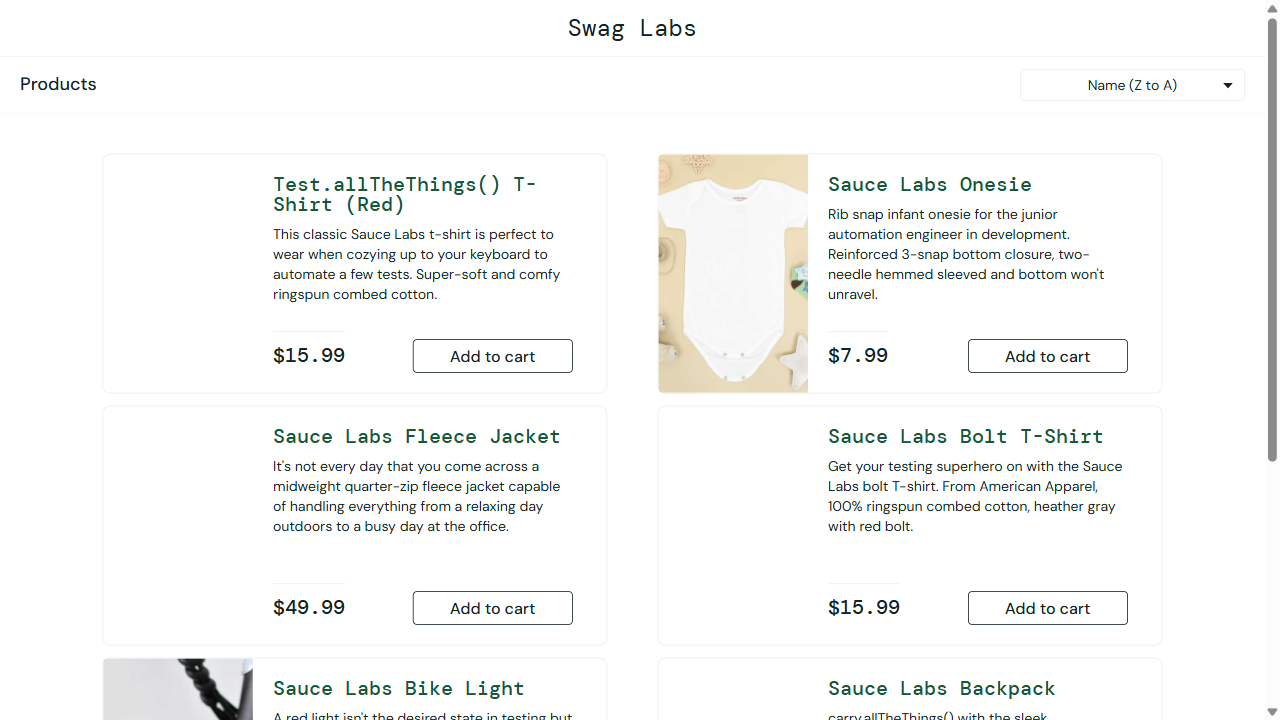 Swag Labs
Products
Name (Z to A)
Test.allTheThings() T-
Shirt (Red)
This classic Sauce Labs t-shirt is perfect to
wear when cozying up to your keyboard to
automate a few tests. Super-soft and comfy
ringspun combed cotton.
$15.99
Add to cart
Sauce Labs Onesie
Rib snap infant onesie for the junior
automation engineer in development.
Reinforced 3-snap bottom closure, two-
needle hemmed sleeved and bottom won't
unravel.
$7.99
Add to cart
Sauce Labs Fleece Jacket
It's not every day that you come across a
midweight quarter-zip fleece jacket capable
of handling everything from a relaxing day
outdoors to a busy day at the office.
$49.99
Add to cart
Sauce Labs Bolt T-Shirt
Get your testing superhero on with the Sauce
Labs bolt T-shirt. From American Apparel,
100% ringspun combed cotton, heather gray
with red bolt.
$15.99
Add to cart
Sauce Labs Bike Light
A red light isn't the desired state in testing but
Sauce Labs Backpack
carry.allTheThings() with the sleek,